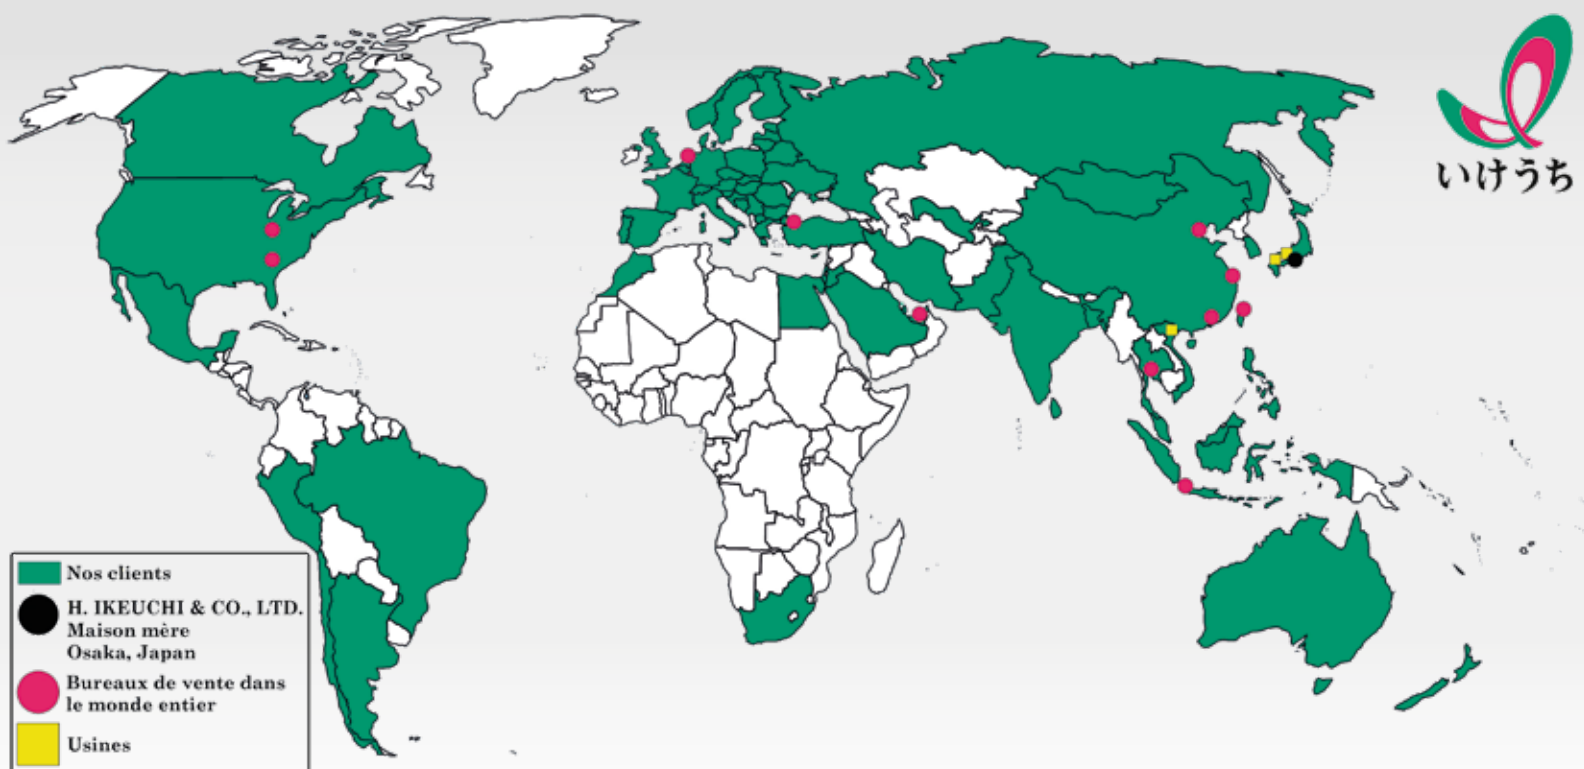 いけうち
Nos clients
H. IKEUCHI & CO., LTD.
Maison mère
Osaka, Japan
Bureaux de vente dans
le monde entier
Usines